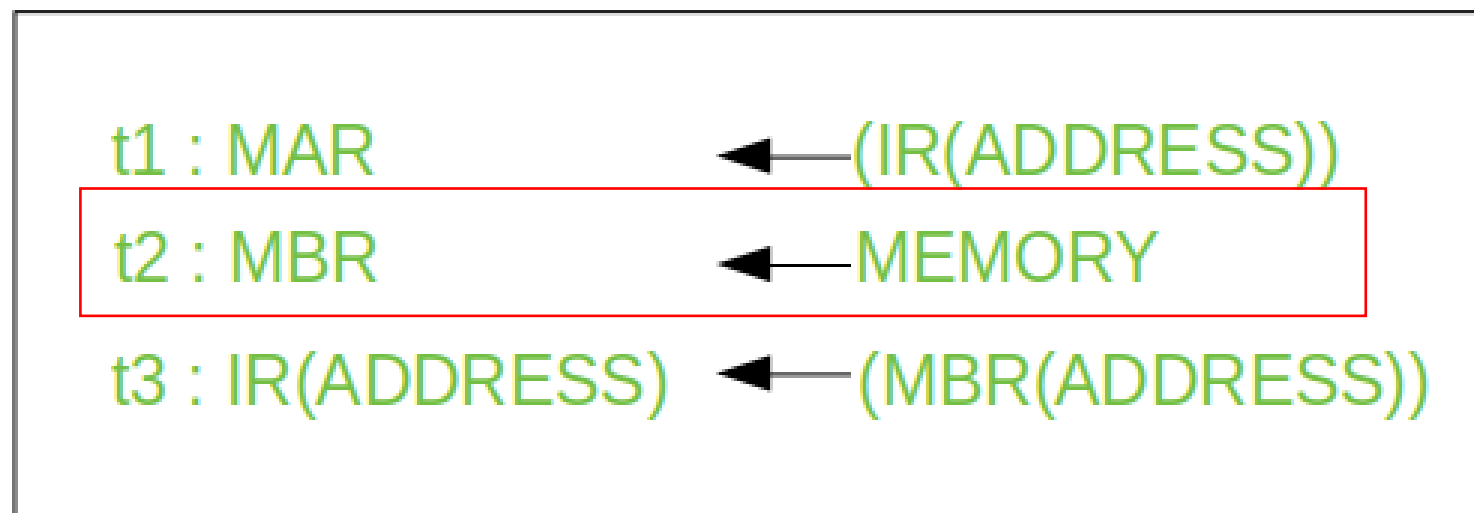 t1 : MAR (IR(ADDRESS))
t2 : MBR MEMORY
t3 : IR(ADDRESS) (MBR(ADDRESS))